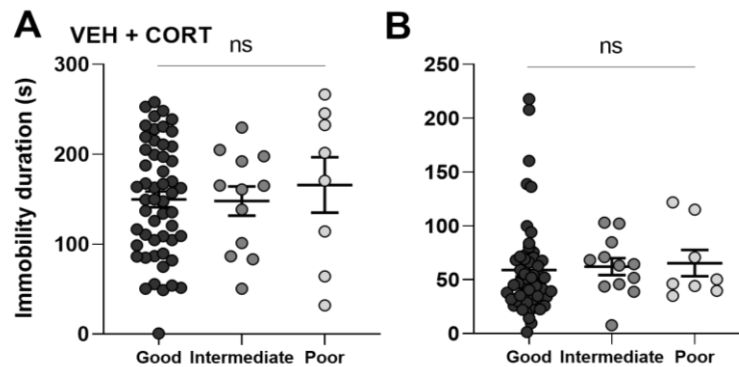 A VEH + CORT
ns
Immobility duration (s)
300
200
100
0
Good Intermediate Poor
B
ns
250
200
150
100
50
0
Good Intermediate Poor